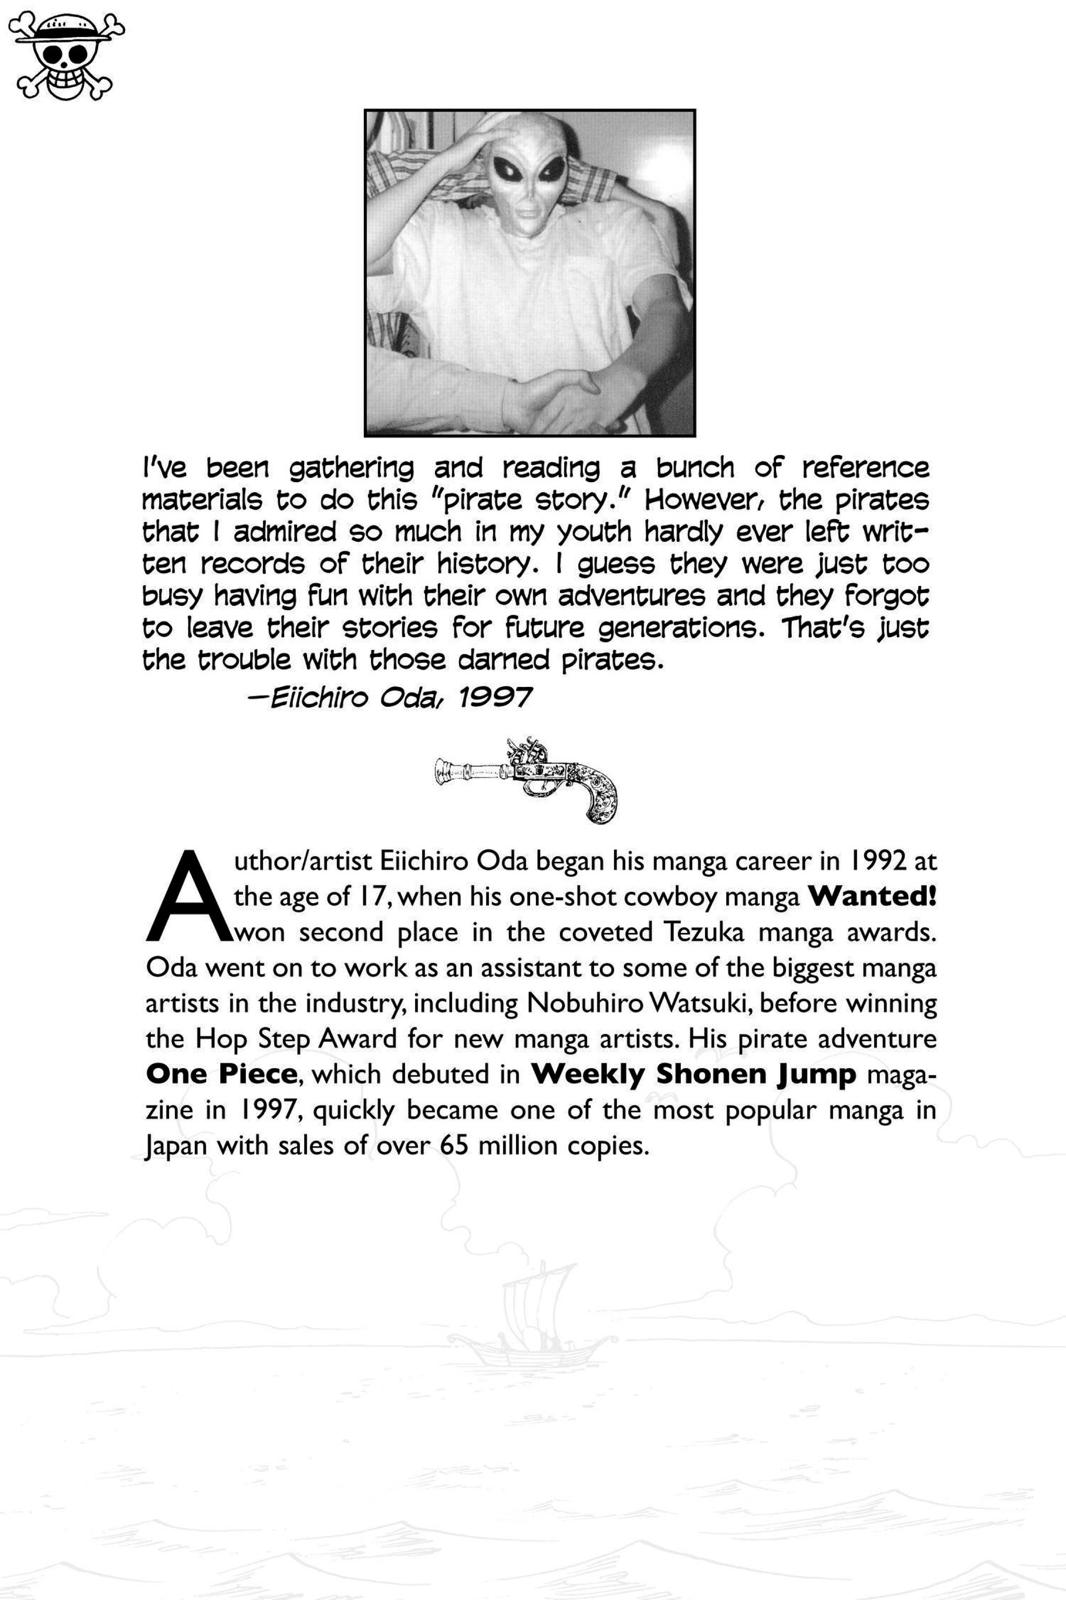 I've been gathering and reading a bunch of reference
materials to do this "pirate story." However, the pirates
that I admired so much in my youth hardly ever left writ-
ten records of their history. I guess they were just too
busy having fun with their own adventures and they forgot
to leave their stories for future generations. That's just
the trouble with those darned pirates.
—Eiichiro Oda, 1997
Author/artist Eiichiro Oda began his manga career in 1992 at
the age of 17, when his one-shot cowboy manga Wanted!
won second place in the coveted Tezuka manga awards.
Oda went on to work as an assistant to some of the biggest manga
artists in the industry, including Nobuhiro Watsuki, before winning
the Hop Step Award for new manga artists. His pirate adventure
One Piece, which debuted in Weekly Shonen Jump maga-
zine in 1997, quickly became one of the most popular manga in
Japan with sales of over 65 million copies.